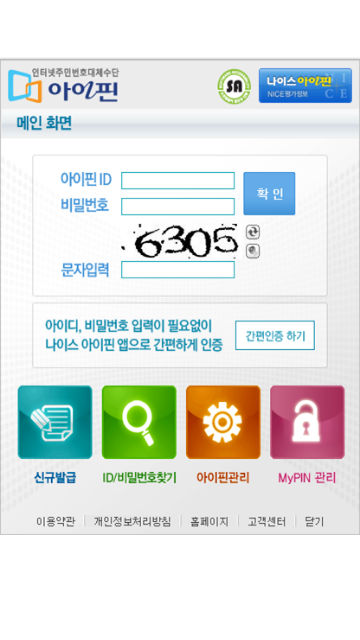 인터넷주민번호대체수단
아이핀
SA
나이스아이핀
NICE평가정보
NICE
메인 화면
아이핀 ID
비밀번호
확 인
6305
문자입력
아이디, 비밀번호 입력이 필요없이
나이스 아이핀 앱으로 간편하게 인증
간편인증 하기
신규발급
ID/비밀번호찾기
아이핀관리
MyPIN 관리
이용약관
개인정보처리방침
홈페이지
고객센터
닫기